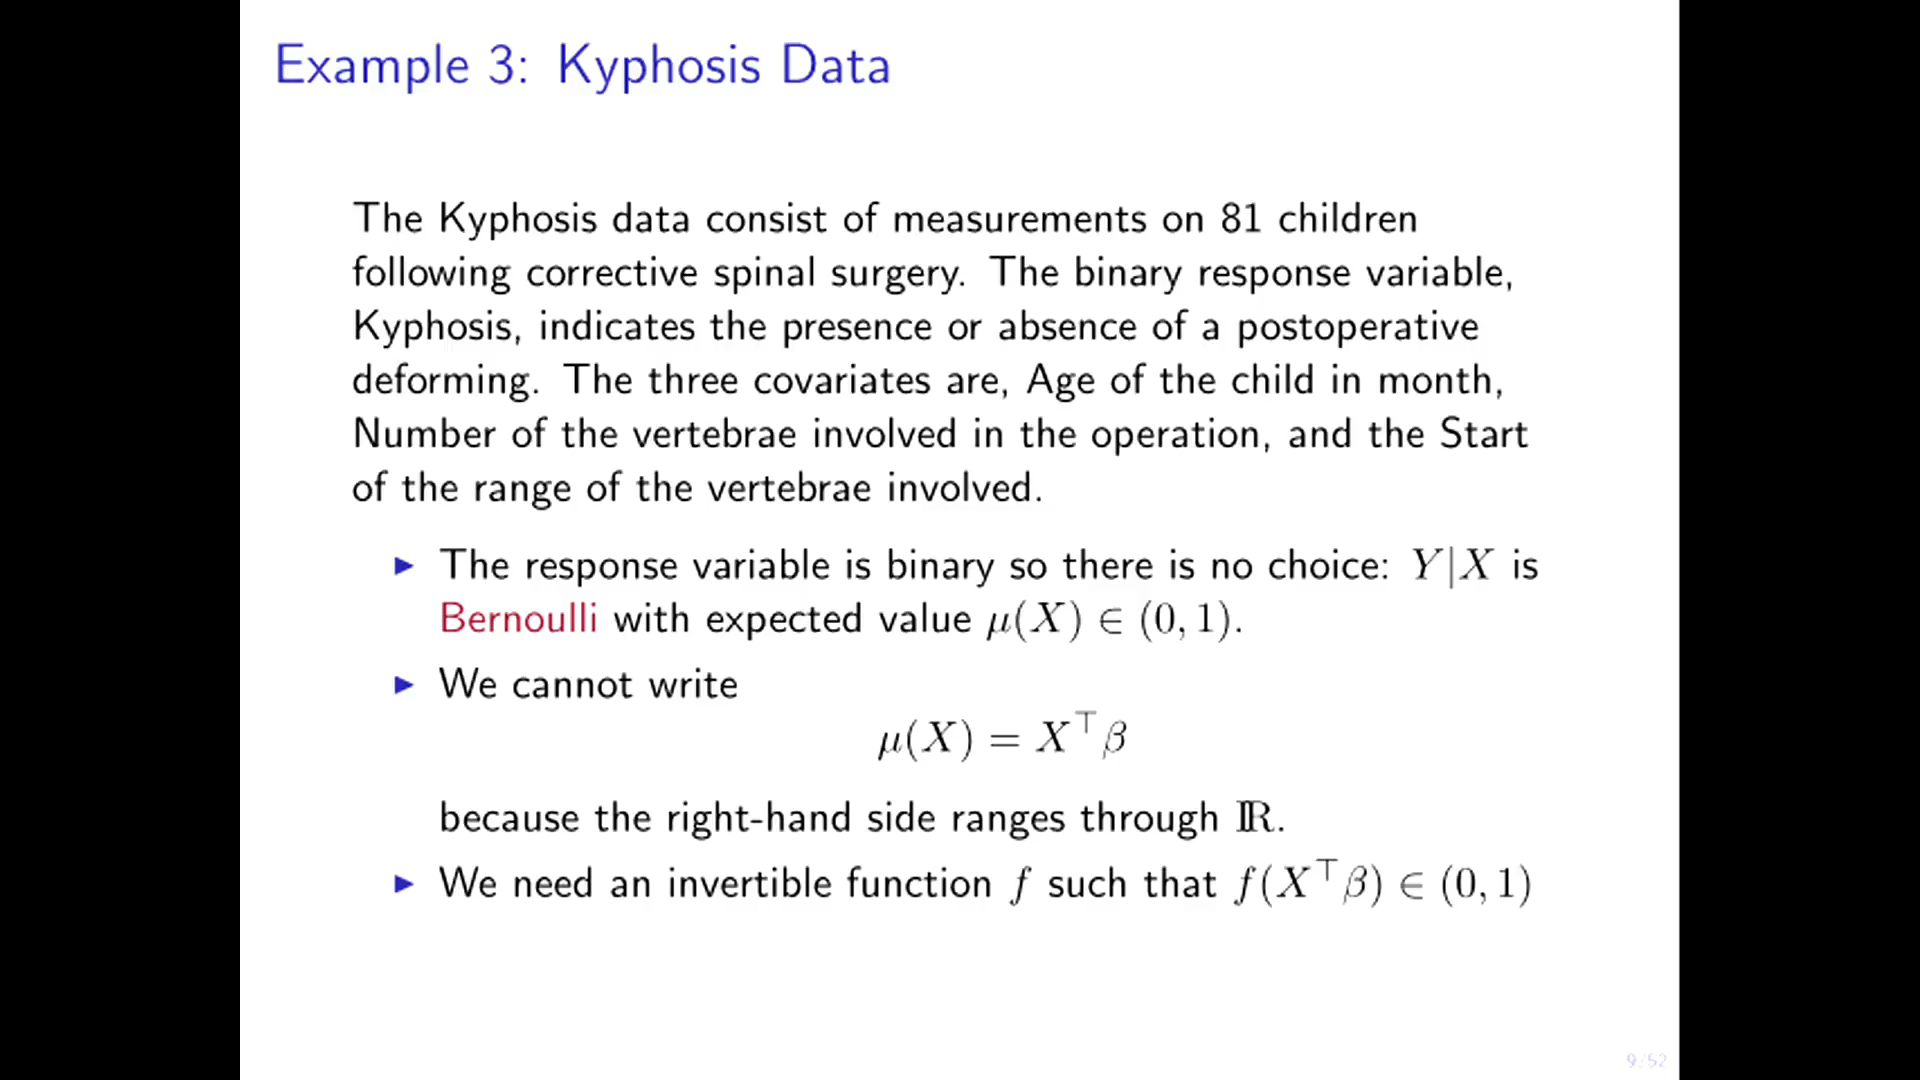 Example 3: Kyphosis Data
The Kyphosis data consist of measurements on 81 children
following corrective spinal surgery. The binary response variable,
Kyphosis, indicates the presence or absence of a postoperative
deforming. The three covariates are, Age of the child in month,
Number of the vertebrae involved in the operation, and the Start
of the range of the vertebrae involved.
▶ The response variable is binary so there is no choice: Y|X is
Bernoulli with expected value μ(X) ∈ (0, 1).
▶ We cannot write
μ(X) = X⊤β
because the right-hand side ranges through ℝ.
▶ We need an invertible function f such that f(X⊤β) ∈ (0, 1)
9/52